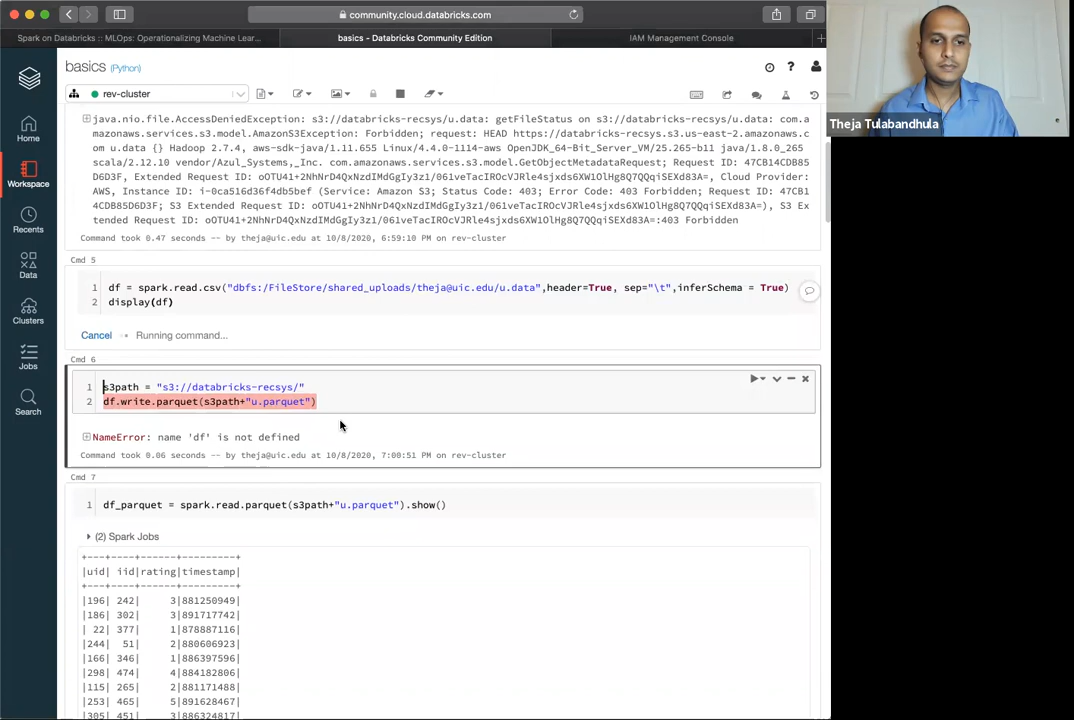 community.cloud.databricks.com
Spark on Databricks :: MLOps: Operationalizing Machine Lear...
basics - Databricks Community Edition
IAM Management Console
basics (Python)
rev-cluster
Home
Workspace
Recents
Data
Clusters
Jobs
Search
java.nio.file.AccessDeniedException: s3://databricks-recsys/u.data: getFileStatus on s3://databricks-recsys/u.data: com.a
mazonaws.services.s3.model.AmazonS3Exception: Forbidden; request: HEAD https://databricks-recsys.s3.us-east-2.amazonaws.c
om u.data {} Hadoop 2.7.4, aws-sdk-java/1.11.655 Linux/4.4.0-1114-aws OpenJDK_64-Bit_Server_VM/25.265-b11 java/1.8.0_265
scala/2.12.10 vendor/Azul_Systems,_Inc. com.amazonaws.services.s3.model.GetObjectMetadataRequest; Request ID: 47CB14CDB85
D6D3F, Extended Request ID: oOTU41+2NhNrD4QxNzdIMdGgIy3z1/061veTacIROcVJRle4sjxds6XW1OlHg8Q7QQqiSEXd83A=, Cloud Provider:
AWS, Instance ID: i-0ca516d36f4db5bef (Service: Amazon S3; Status Code: 403; Error Code: 403 Forbidden; Request ID: 47CB1
4CDB85D6D3F; S3 Extended Request ID: oOTU41+2NhNrD4QxNzdIMdGgIy3z1/061veTacIROcVJRle4sjxds6XW1OlHg8Q7QQqiSEXd83A=), S3 Ex
tended Request ID: oOTU41+2NhNrD4QxNzdIMdGgIy3z1/061veTacIROcVJRle4sjxds6XW1OlHg8Q7QQqiSEXd83A=:403 Forbidden
Command took 0.47 seconds -- by theja@uic.edu at 10/8/2020, 6:59:10 PM on rev-cluster
Cmd 5
1 df = spark.read.csv("dbfs:/FileStore/shared_uploads/theja@uic.edu/u.data",header=True, sep="\t",inferSchema = True)
2 display(df)
Cancel Running command...
Cmd 6
1 s3path = "s3://databricks-recsys/"
2 df.write.parquet(s3path+"u.parquet")
NameError: name 'df' is not defined
Command took 0.06 seconds -- by theja@uic.edu at 10/8/2020, 7:00:51 PM on rev-cluster
Cmd 7
1 df_parquet = spark.read.parquet(s3path+"u.parquet").show()
(2) Spark Jobs
+---+----+------+---------+
|uid| iid|rating|timestamp|
+---+----+------+---------+
|196| 242| 3|881250949|
|186| 302| 3|891717742|
| 22| 377| 1|878887116|
|244| 51| 2|880606923|
|166| 346| 1|886397596|
|298| 474| 4|884182806|
|115| 265| 2|881171488|
|253| 465| 5|891628467|
|305| 451| 3|886324817|
Theja Tulabandhula